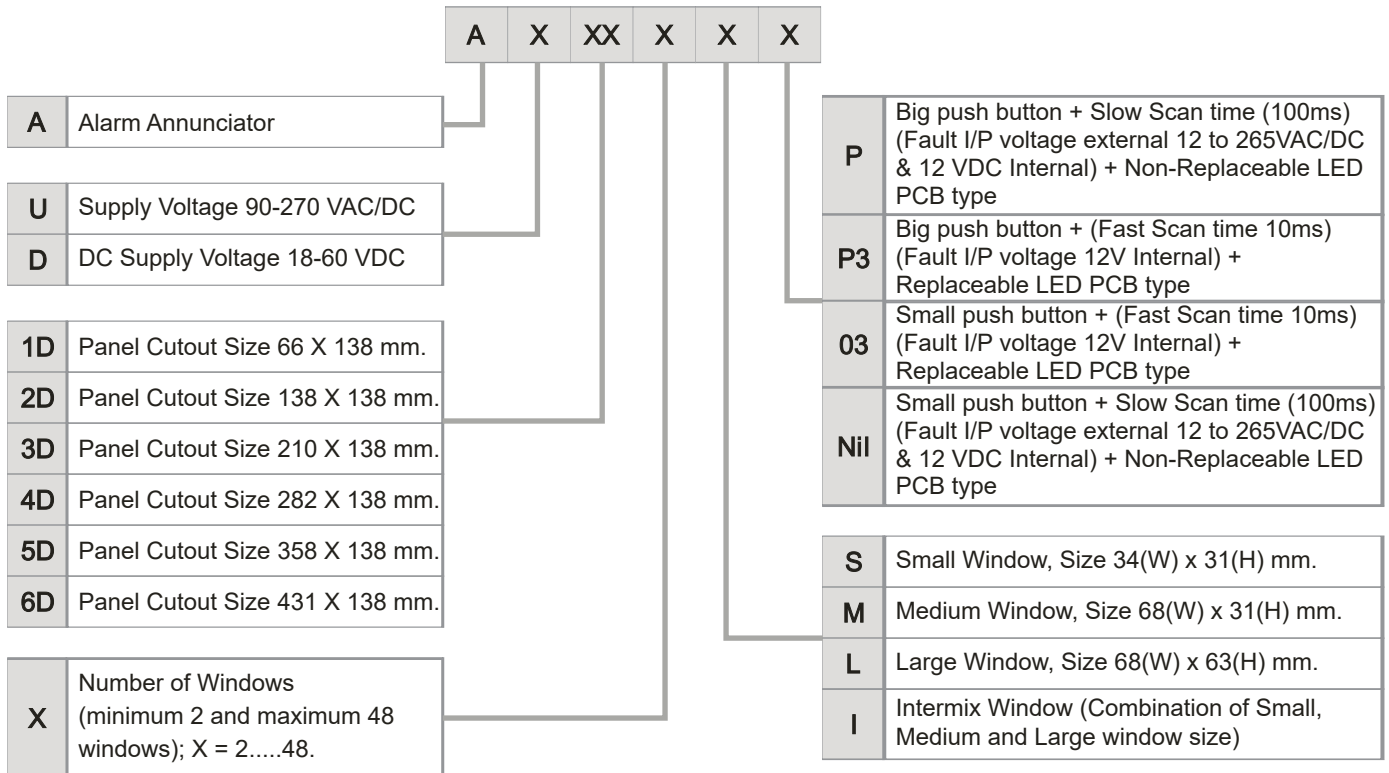 A X XX X X X
A Alarm Annunciator
U Supply Voltage 90-270 VAC/DC
D DC Supply Voltage 18-60 VDC
1D Panel Cutout Size 66 X 138 mm.
2D Panel Cutout Size 138 X 138 mm.
3D Panel Cutout Size 210 X 138 mm.
4D Panel Cutout Size 282 X 138 mm.
5D Panel Cutout Size 358 X 138 mm.
6D Panel Cutout Size 431 X 138 mm.
X
Number of Windows
(minimum 2 and maximum 48
windows); X = 2.....48.
P
Big push button + Slow Scan time (100ms)
(Fault I/P voltage external 12 to 265VAC/DC
& 12 VDC Internal) + Non-Replaceable LED
PCB type
P3
Big push button + (Fast Scan time 10ms)
(Fault I/P voltage 12V Internal) +
Replaceable LED PCB type
03
Small push button + (Fast Scan time 10ms)
(Fault I/P voltage 12V Internal) +
Replaceable LED PCB type
Nil
Small push button + Slow Scan time (100ms)
(Fault I/P voltage external 12 to 265VAC/DC
& 12 VDC Internal) + Non-Replaceable LED
PCB type
S Small Window, Size 34(W) x 31(H) mm.
M Medium Window, Size 68(W) x 31(H) mm.
L Large Window, Size 68(W) x 63(H) mm.
I
Intermix Window (Combination of Small,
Medium and Large window size)